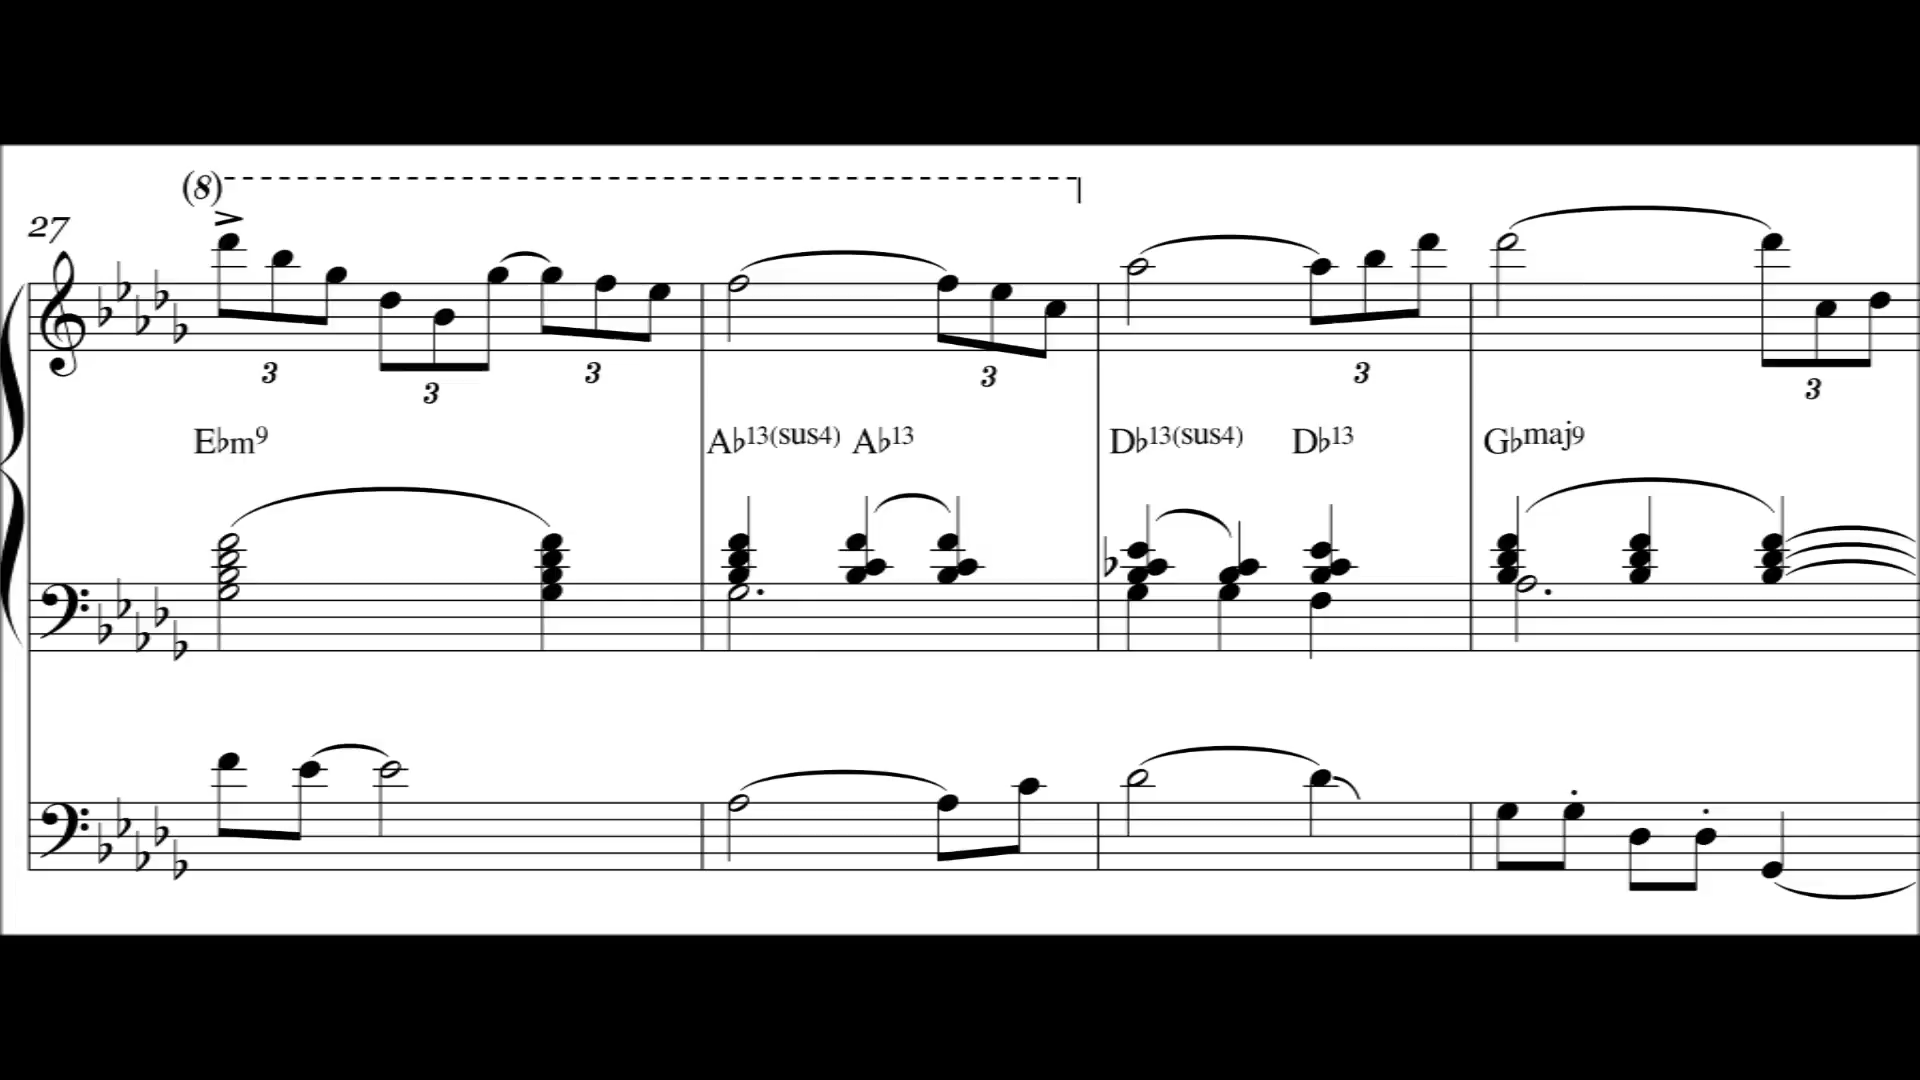 (8)
27
3 3 3 3 3 3
E♭m9 A♭13(sus4) A♭13 D♭13(sus4) D♭13 G♭maj9